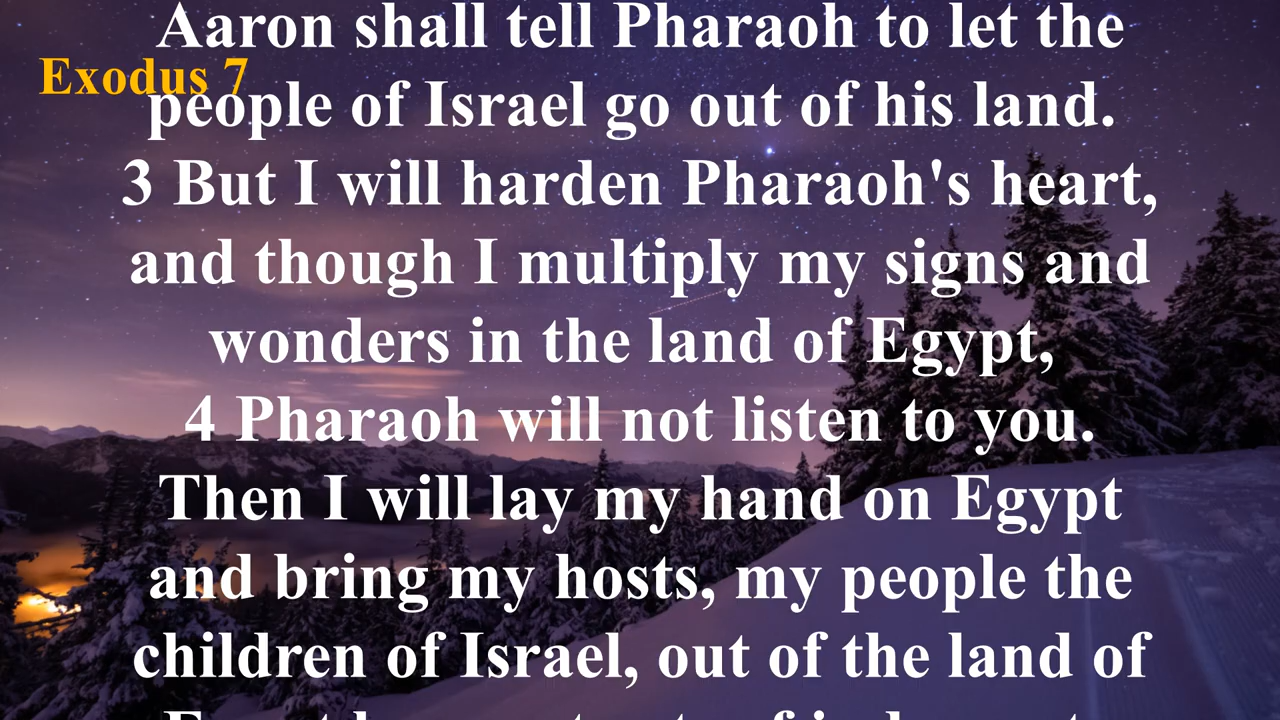 Aaron shall tell Pharaoh to let the
Exodus 7
people of Israel go out of his land.
3 But I will harden Pharaoh's heart,
and though I multiply my signs and
wonders in the land of Egypt,
4 Pharaoh will not listen to you.
Then I will lay my hand on Egypt
and bring my hosts, my people the
children of Israel, out of the land of